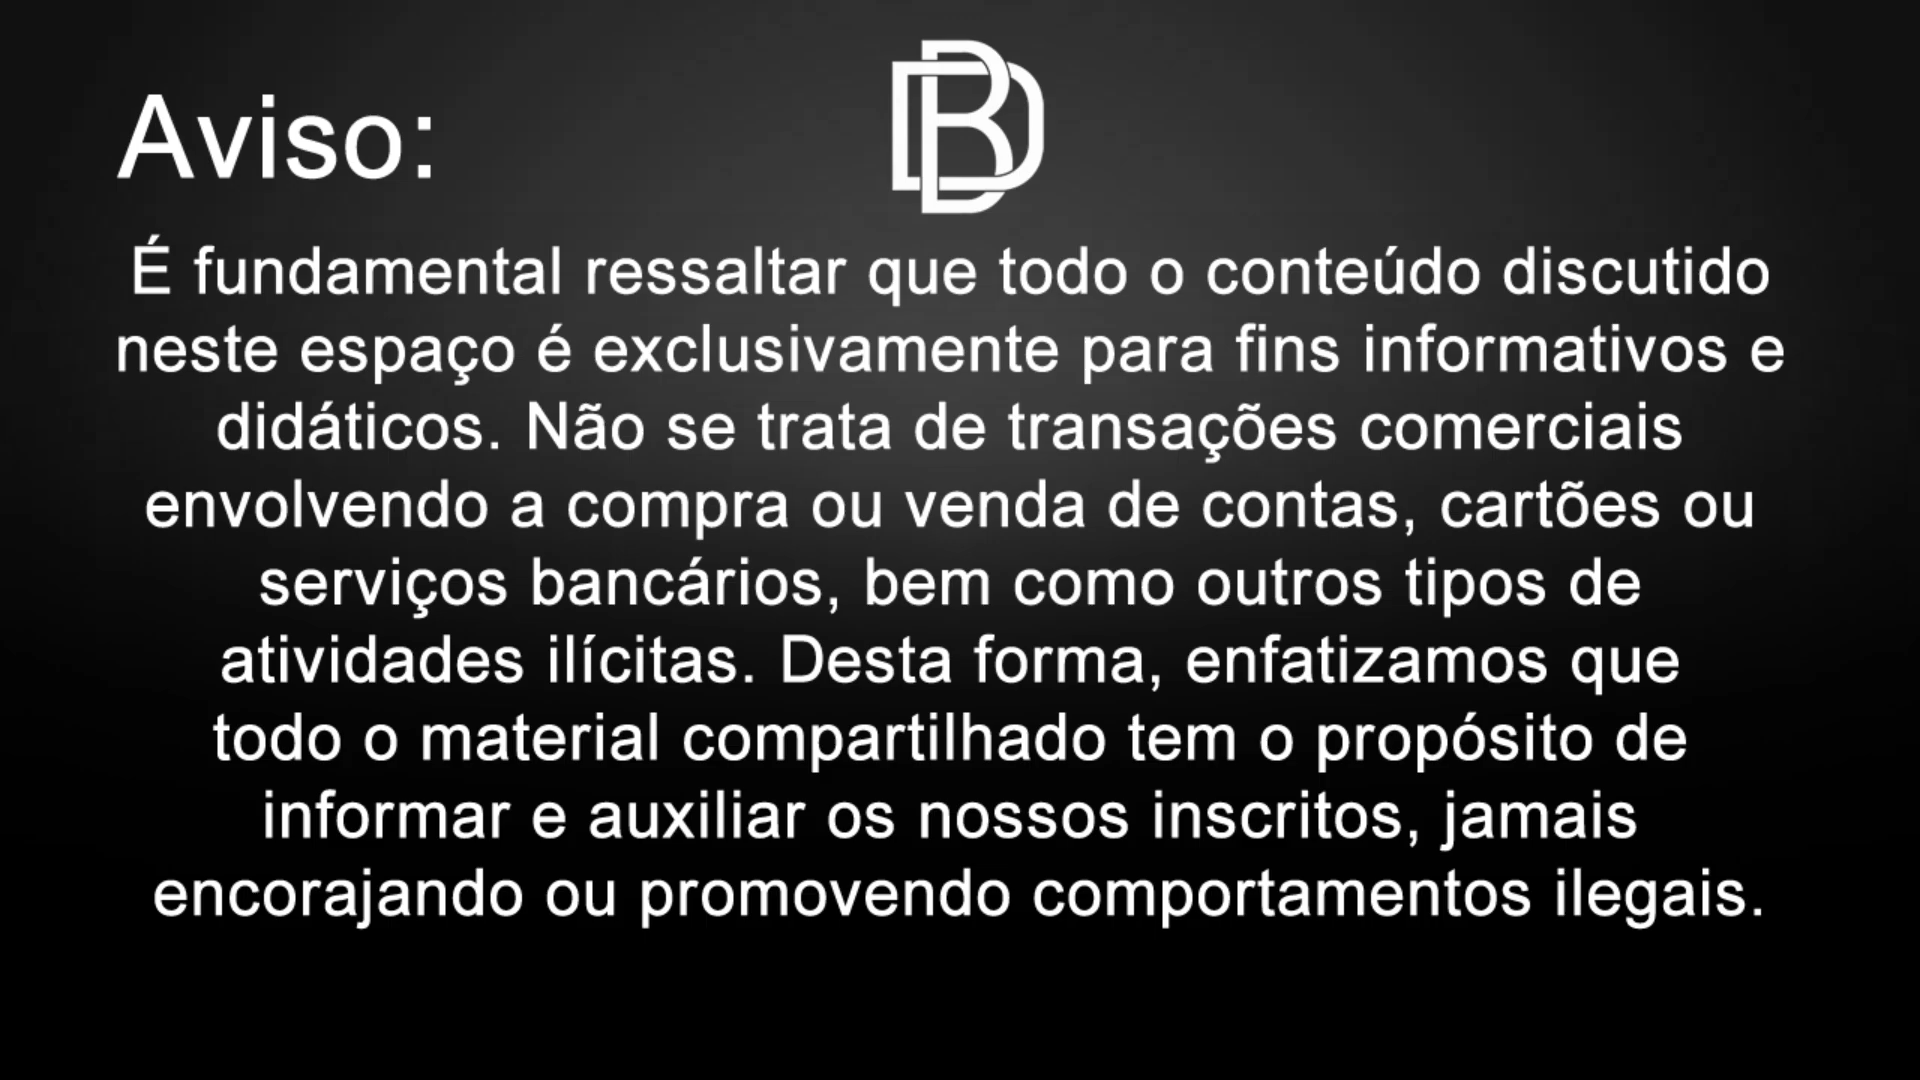 Aviso:
É fundamental ressaltar que todo o conteúdo discutido
neste espaço é exclusivamente para fins informativos e
didáticos. Não se trata de transações comerciais
envolvendo a compra ou venda de contas, cartões ou
serviços bancários, bem como outros tipos de
atividades ilícitas. Desta forma, enfatizamos que
todo o material compartilhado tem o propósito de
informar e auxiliar os nossos inscritos, jamais
encorajando ou promovendo comportamentos ilegais.